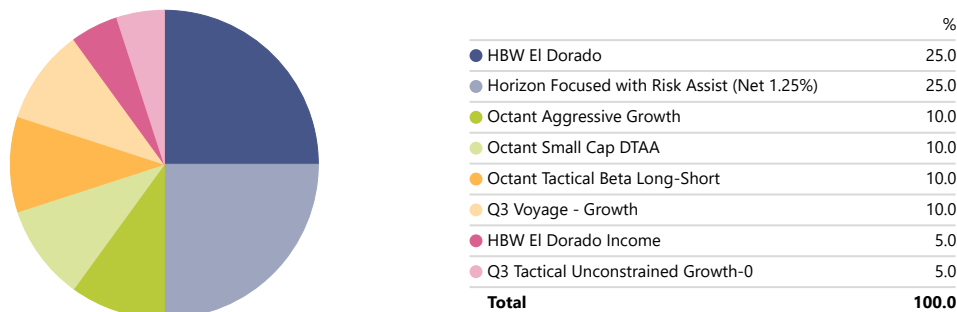 %
HBW El Dorado 25.0
Horizon Focused with Risk Assist (Net 1.25%) 25.0
Octant Aggressive Growth 10.0
Octant Small Cap DTAA 10.0
Octant Tactical Beta Long-Short 10.0
Q3 Voyage - Growth 10.0
HBW El Dorado Income 5.0
Q3 Tactical Unconstrained Growth-0 5.0
Total 100.0